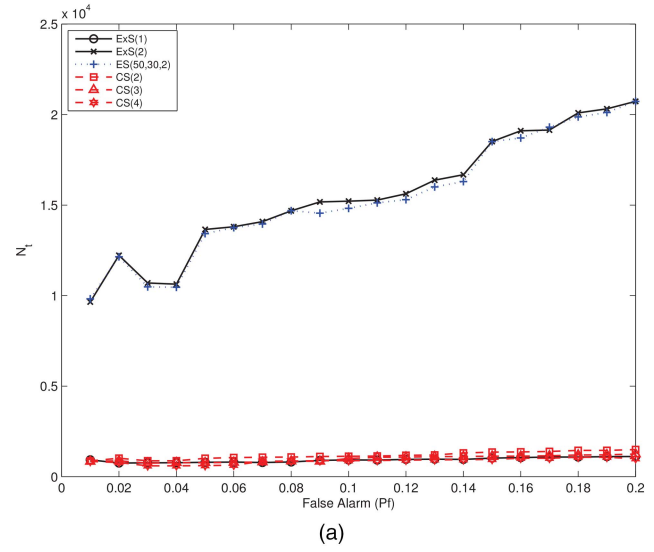 x 10^4
2.5
2
1.5
1
0.5
0
N_t
ExS(1)
ExS(2)
ES(50,30,2)
CS(2)
CS(3)
CS(4)
0 0.02 0.04 0.06 0.08 0.1 0.12 0.14 0.16 0.18 0.2
False Alarm (Pf)
(a)